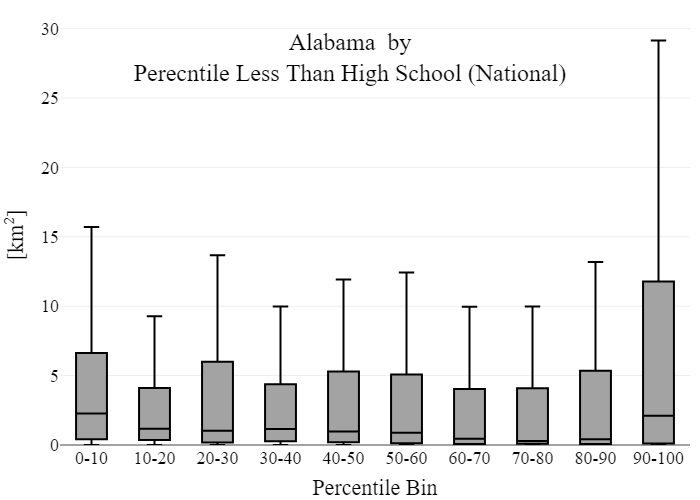 Alabama by
Perecntile Less Than High School (National)
30
25
20
15
10
5
0
[km²]
0-10 10-20 20-30 30-40 40-50 50-60 60-70 70-80 80-90 90-100
Percentile Bin